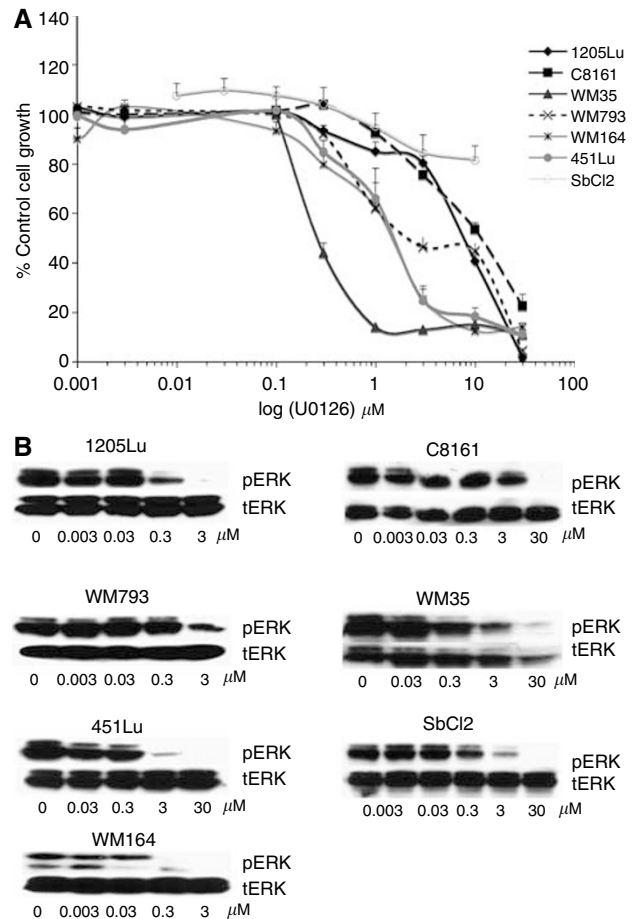 A
140
120
100
80
60
40
20
0
% Control cell growth
0.001 0.01 0.1 1 10 100
log (U0126) μM
1205Lu
C8161
WM35
WM793
WM164
451Lu
SbCl2
B
1205Lu
pERK
tERK
0 0.003 0.03 0.3 3 μM
C8161
pERK
tERK
0 0.003 0.03 0.3 3 30 μM
WM793
pERK
tERK
0 0.003 0.03 0.3 3 μM
WM35
pERK
tERK
0 0.03 0.3 3 30 μM
451Lu
pERK
tERK
0 0.03 0.3 3 30 μM
SbCl2
pERK
tERK
0.003 0.03 0.3 3 30 μM
WM164
pERK
tERK
0 0.003 0.03 0.3 3 μM